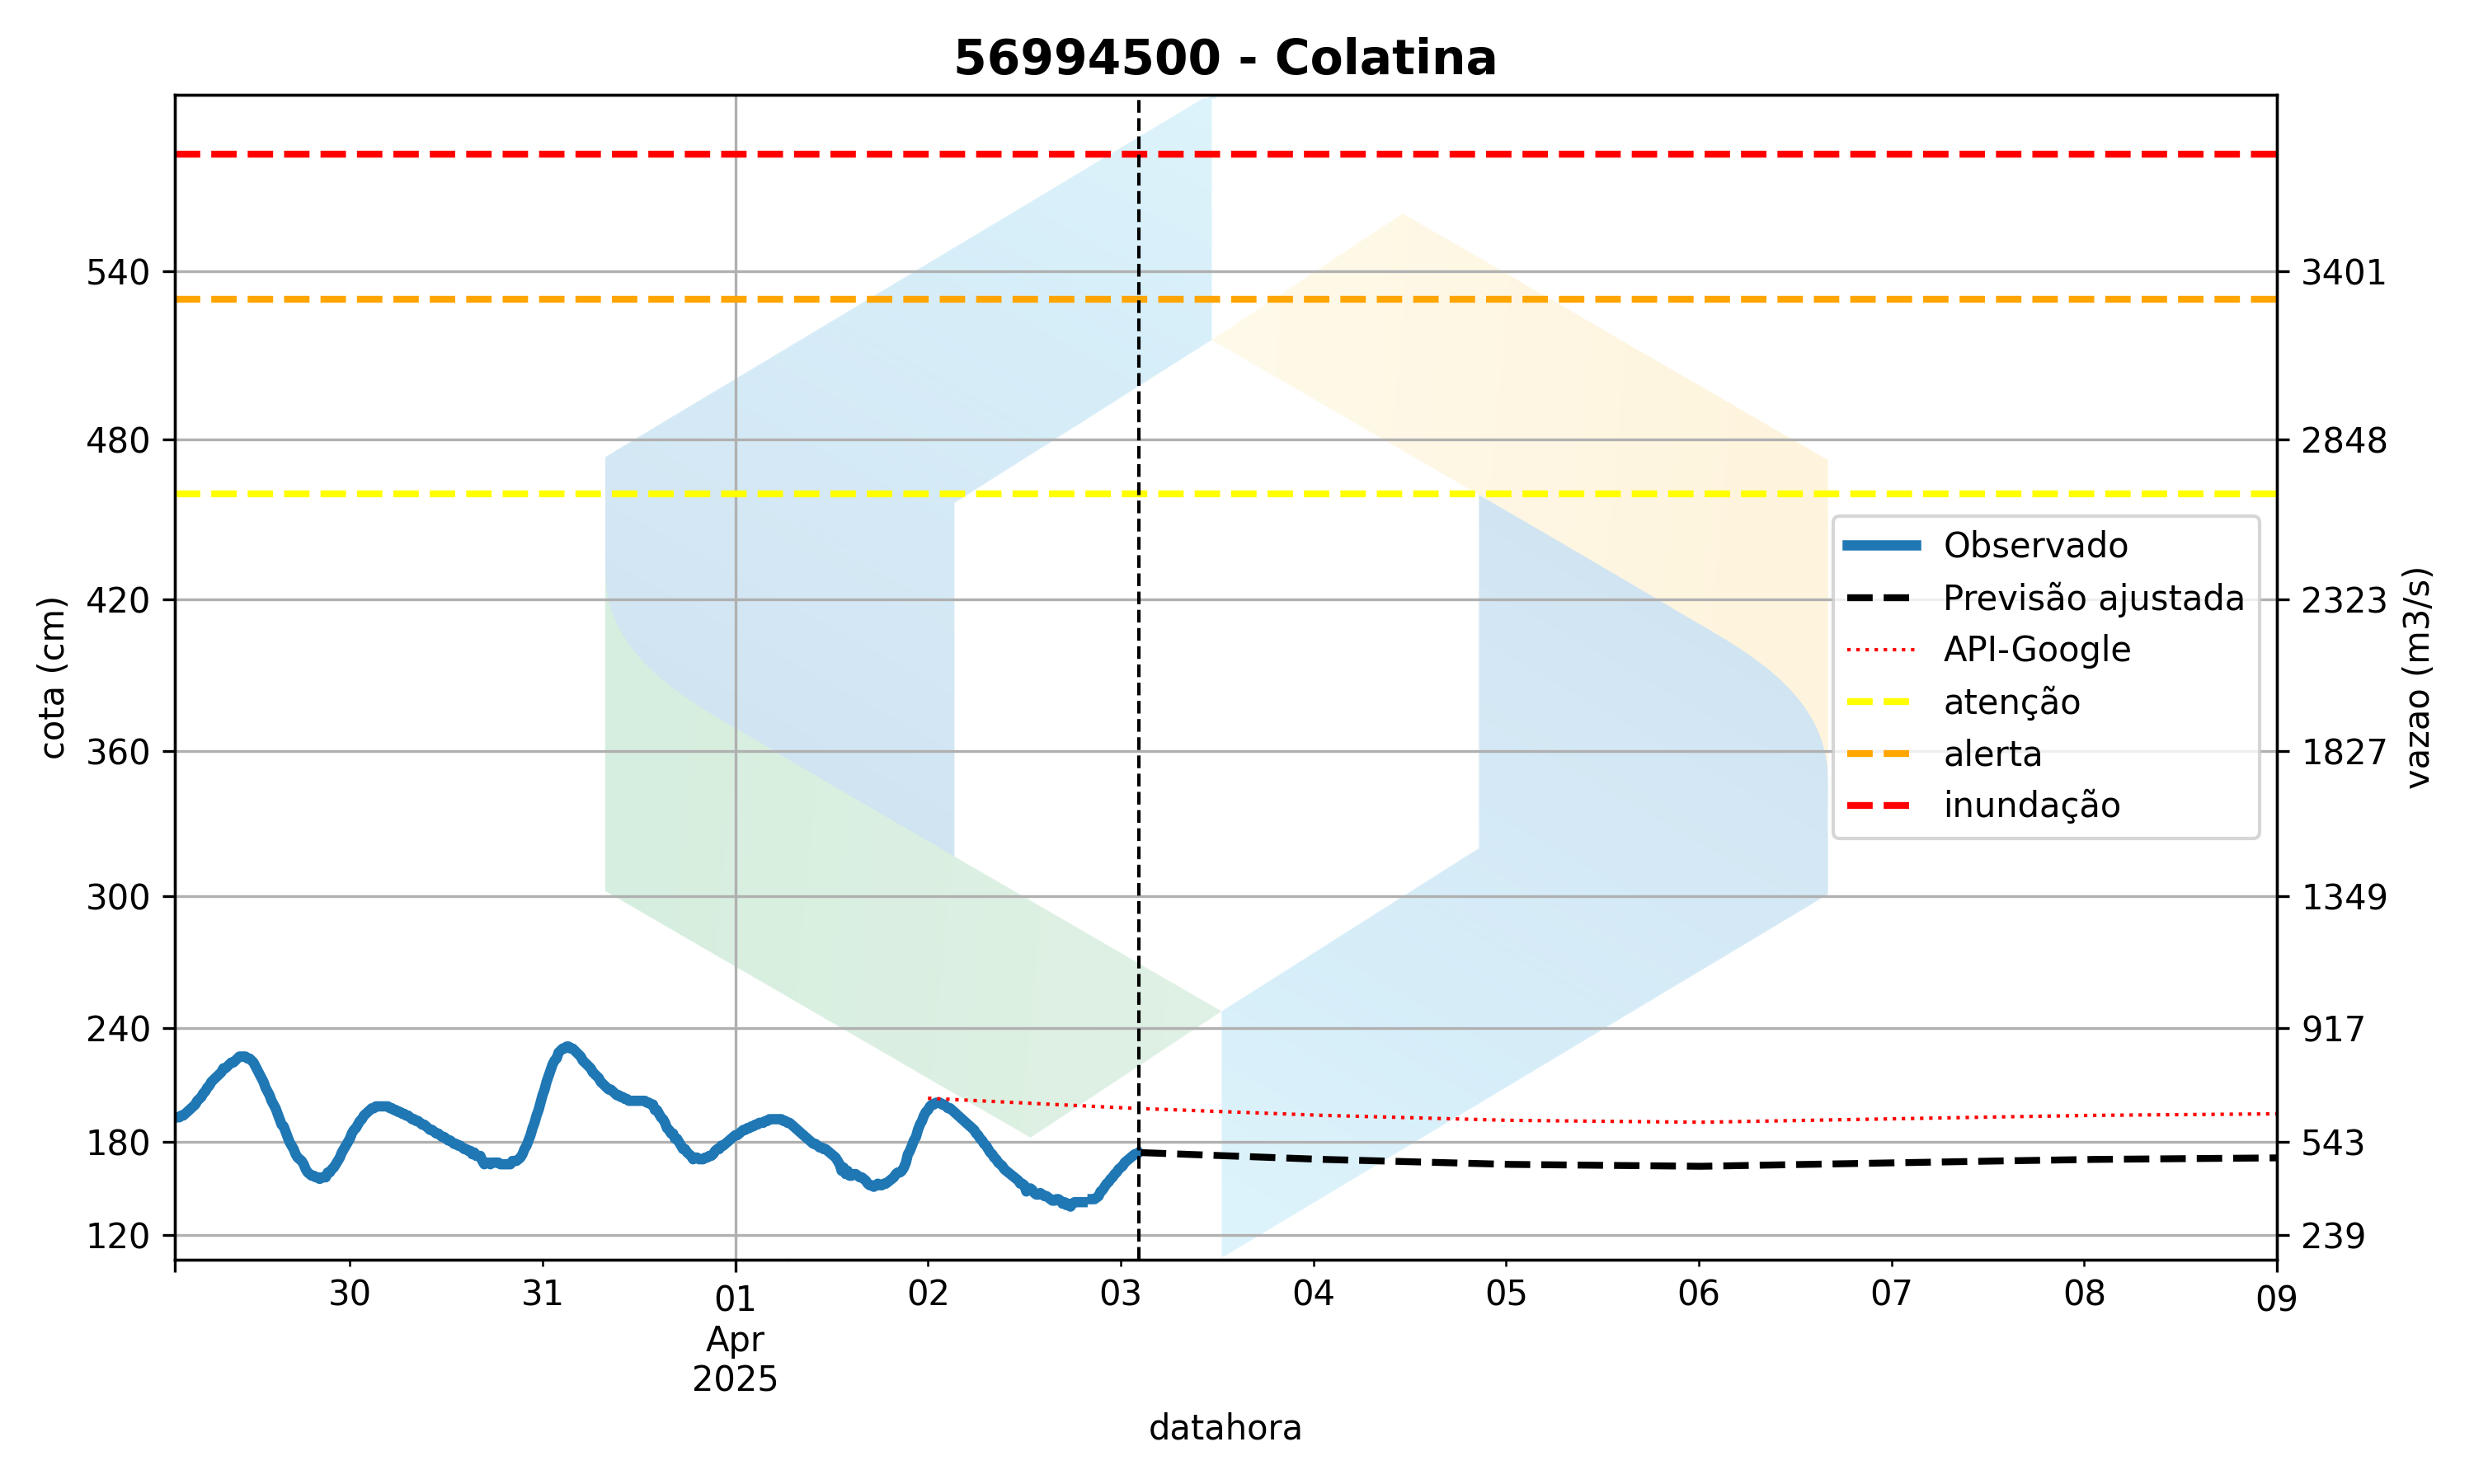 56994500 - Colatina
540
480
420
360
300
240
180
120
cota (cm)
3401
2848
2323
1827
1349
917
543
239
vazao (m3/s)
Observado
Previsão ajustada
API-Google
atenção
alerta
inundação
30
31
01
Apr
2025
02
03
04
05
06
07
08
09
datahora